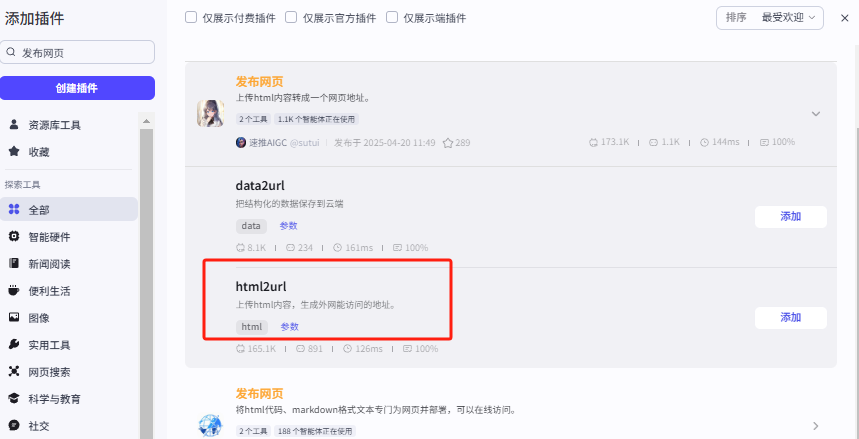 添加插件
仅展示付费插件 仅展示官方插件 仅展示端插件
排序 最受欢迎
发布网页
创建插件
资源库工具
收藏
探索工具
全部
智能硬件
新闻阅读
便利生活
图像
实用工具
网页搜索
科学与教育
社交
发布网页
上传html内容转成一个网页地址。
2 个工具 1.1K 个智能体正在使用
速推AIGC @sutui 发布于 2025-04-20 11:49 289
173.1K 1.1K 144ms 100%
data2url
把结构化的数据保存到云端
data 参数
添加
8.1K 234 161ms 100%
html2url
上传html内容，生成外网能访问的地址。
html 参数
添加
165.1K 891 126ms 100%
发布网页
将html代码、markdown格式文本专门为网页并部署，可以在线访问。
2 个工具 188 个智能体正在使用